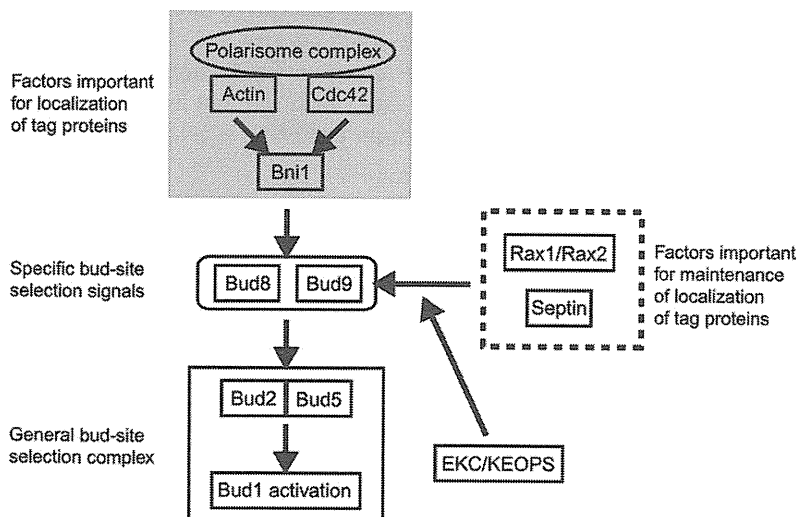 Polarisome complex
Factors important
for localization
of tag proteins
Actin
Cdc42
Bni1
Specific bud-site
selection signals
Bud8
Bud9
Rax1/Rax2
Septin
Factors important
for maintenance
of localization
of tag proteins
General bud-site
selection complex
Bud2
Bud5
Bud1 activation
EKC/KEOPS